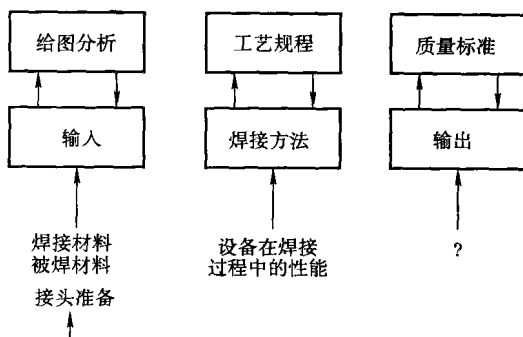 给图分析
工艺规程
质量标准
输入
焊接方法
输出
焊接材料
被焊材料
接头准备
设备在焊接
过程中的性能
?